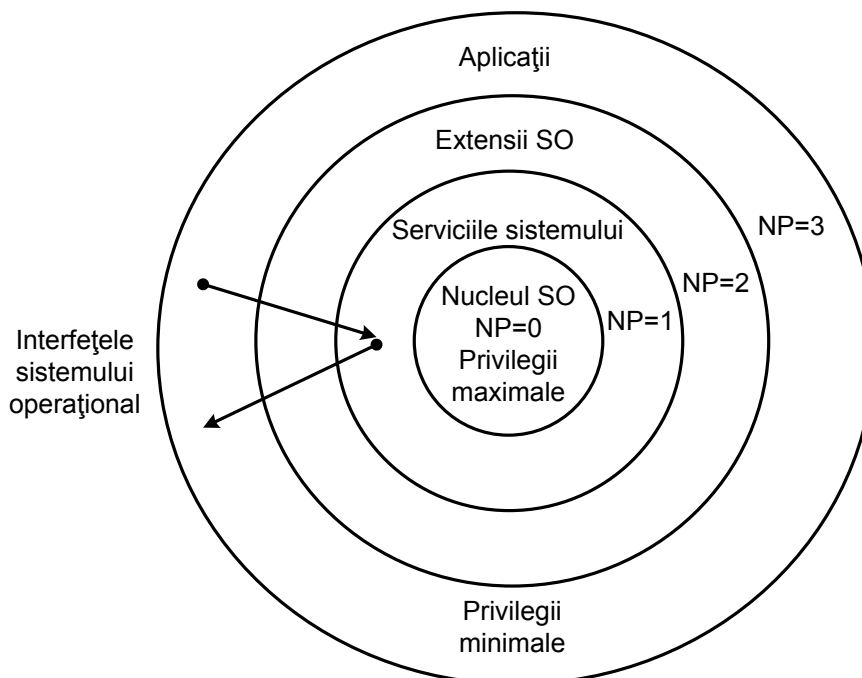 Aplicaţii
Extensii SO
NP=3
Serviciile sistemului
NP=2
Nucleul SO
NP=0
NP=1
Privilegii
maximale
Interfeţele
sistemului
operaţional
Privilegii
minimale